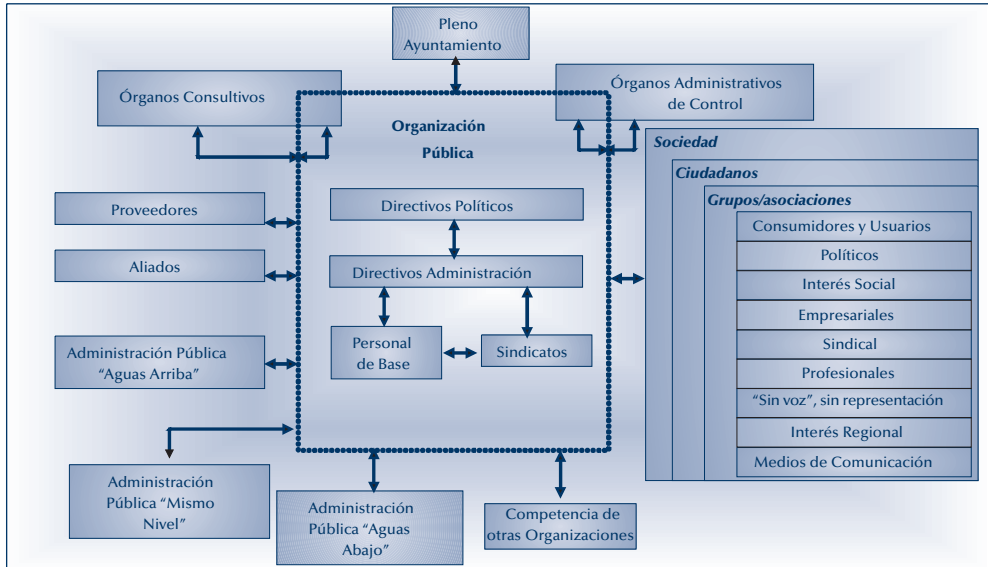 Pleno
Ayuntamiento
Órganos Consultivos
Órganos Administrativos
de Control
Organización
Pública
Sociedad
Ciudadanos
Grupos/asociaciones
Consumidores y Usuarios
Políticos
Interés Social
Empresariales
Sindical
Profesionales
“Sin voz”, sin representación
Interés Regional
Medios de Comunicación
Proveedores
Aliados
Administración Pública
“Aguas Arriba”
Directivos Políticos
Directivos Administración
Personal
de Base
Sindicatos
Administración
Pública “Mismo
Nivel”
Administración
Pública “Aguas
Abajo”
Competencia de
otras Organizaciones